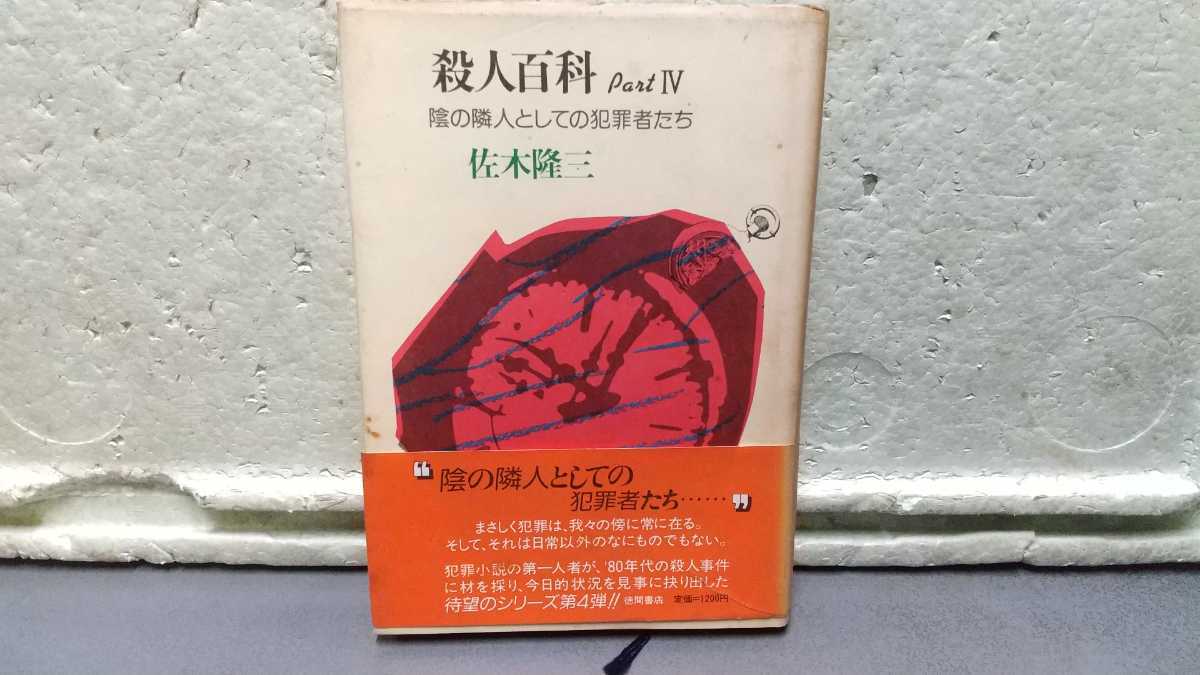 殺人百科 Part Ⅳ
陰の隣人としての犯罪者たち
佐木隆三
“陰の隣人としての
犯罪者たち……”
まさしく犯罪は、我々の傍に常に在る。
そして、それは日常以外のなにものでもない。
犯罪小説の第一人者が、'80年代の殺人事件
に材を採り、今日的状況を見事に抉り出した
待望のシリーズ第4弾!! 徳間書店 定価=1200円